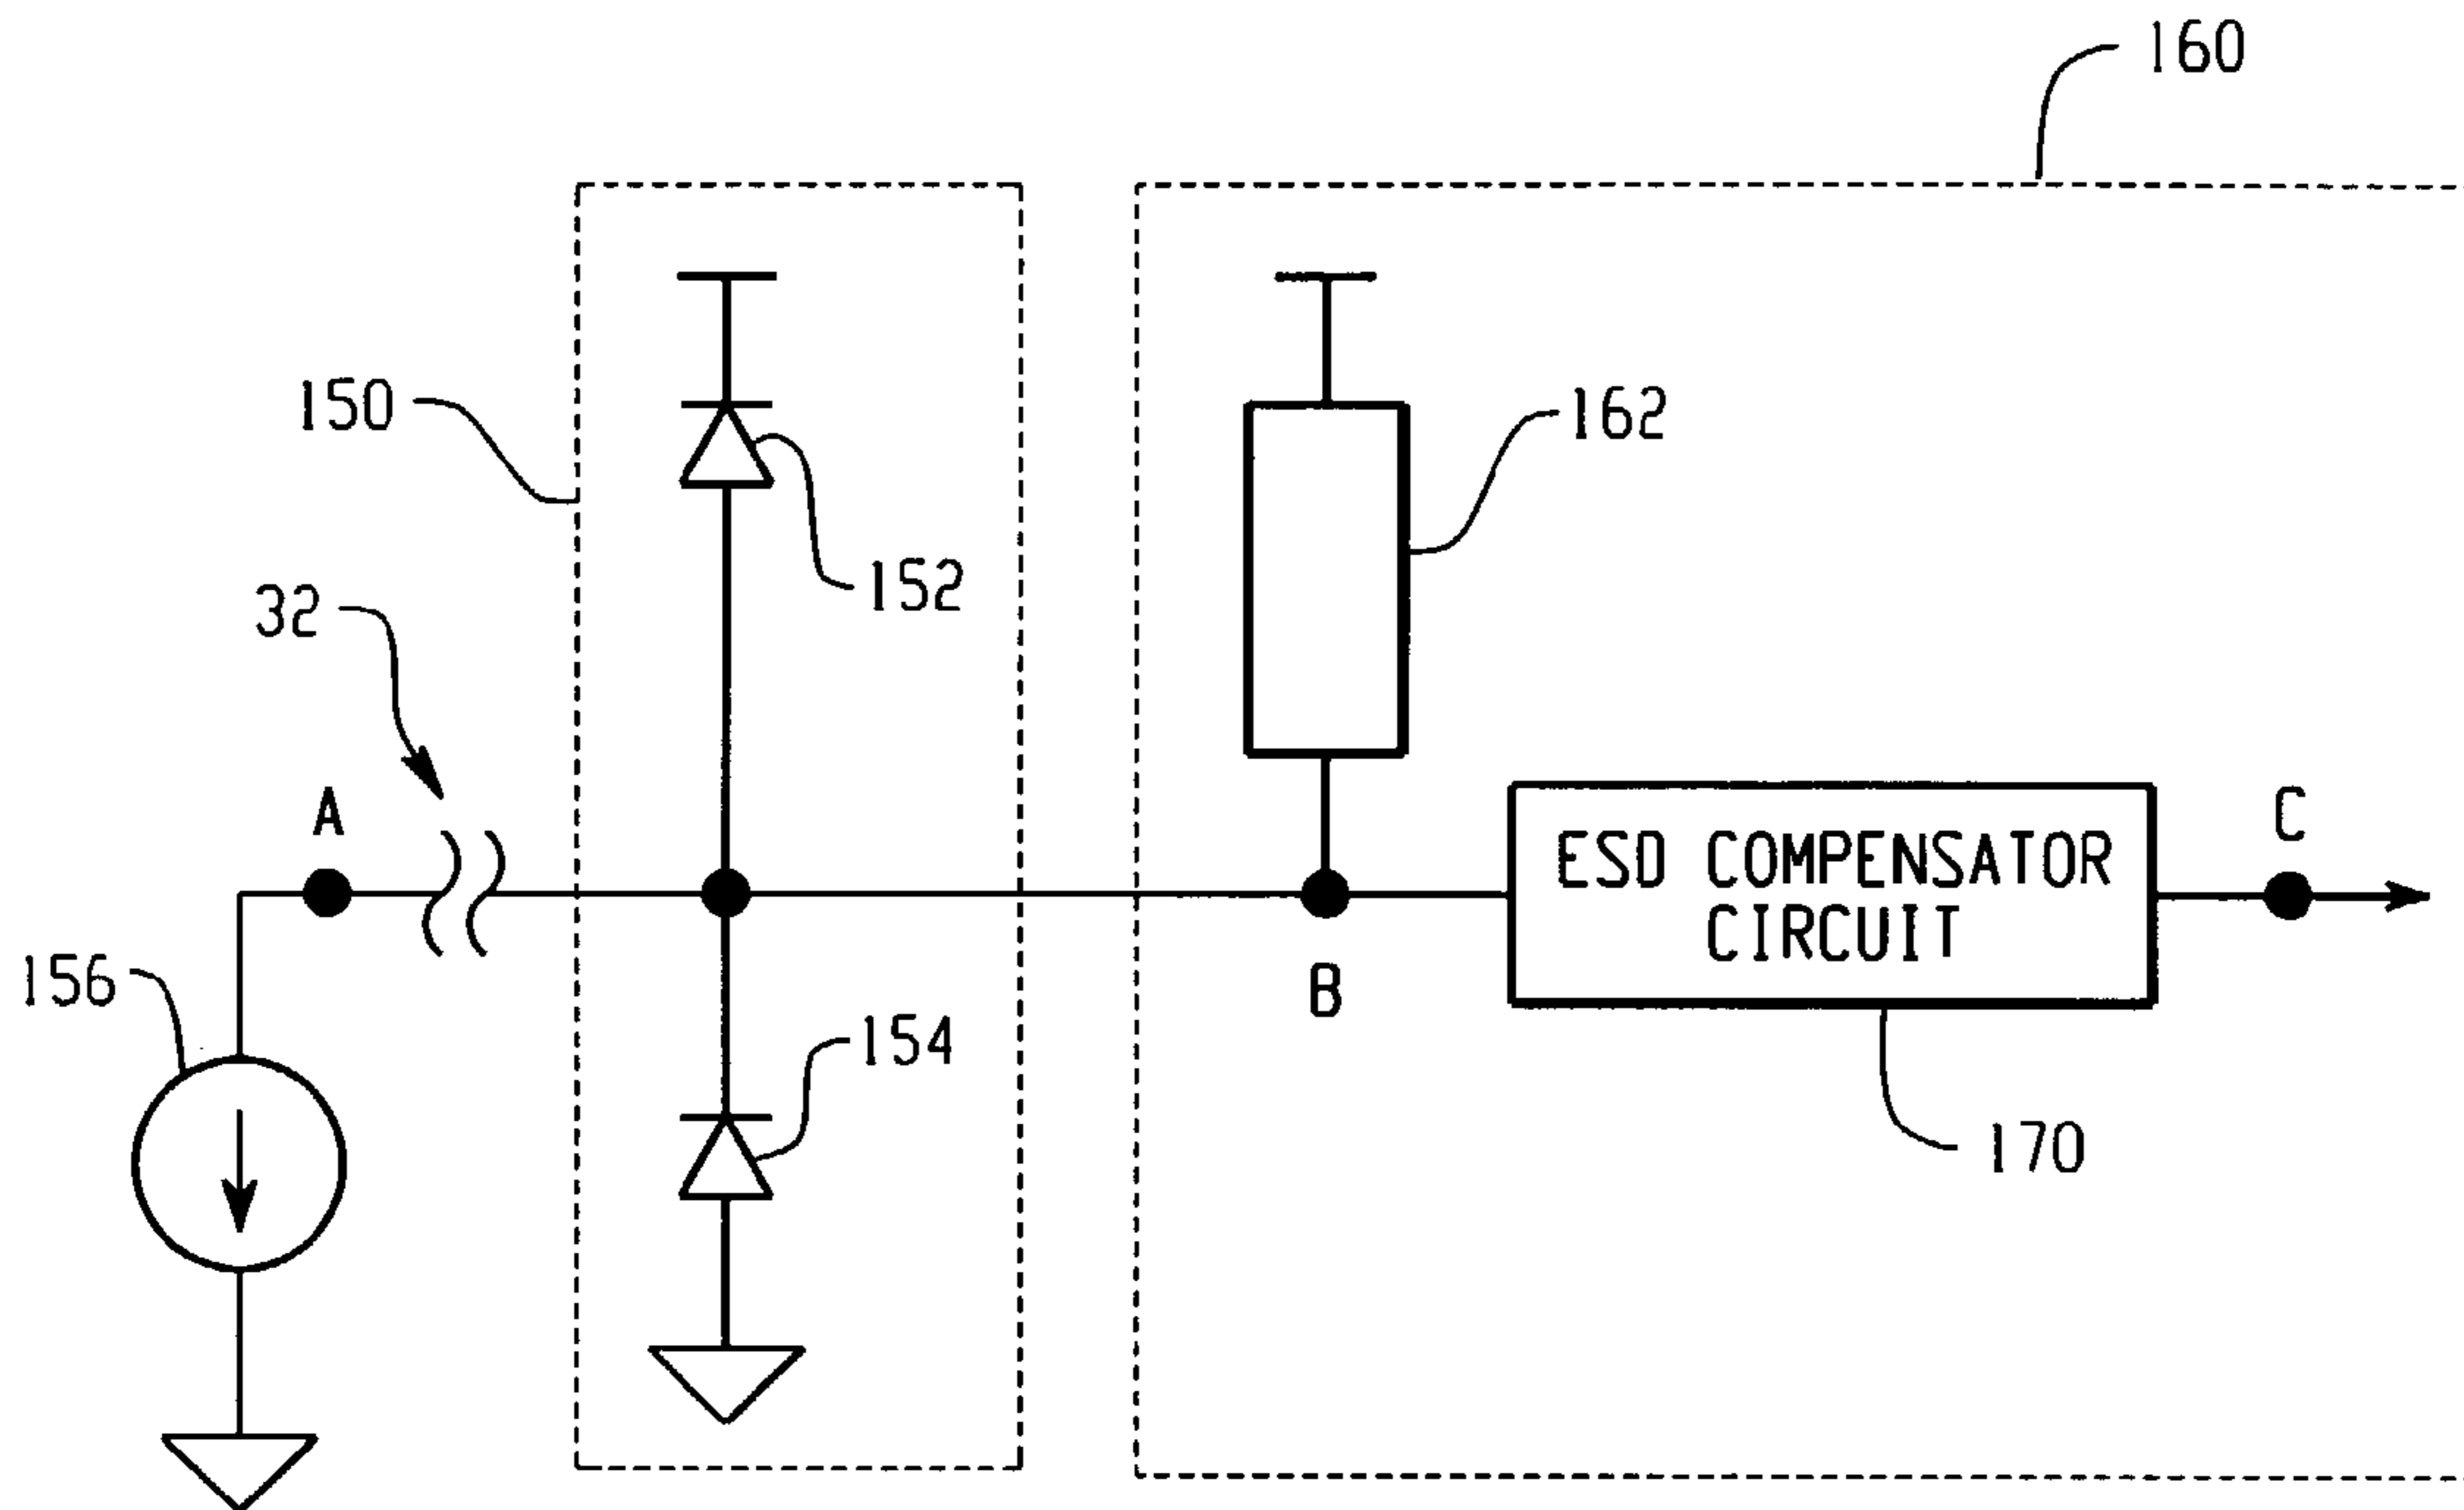 160
150
162
152
32
A
C
ESD COMPENSATOR
CIRCUIT
156
B
154
170